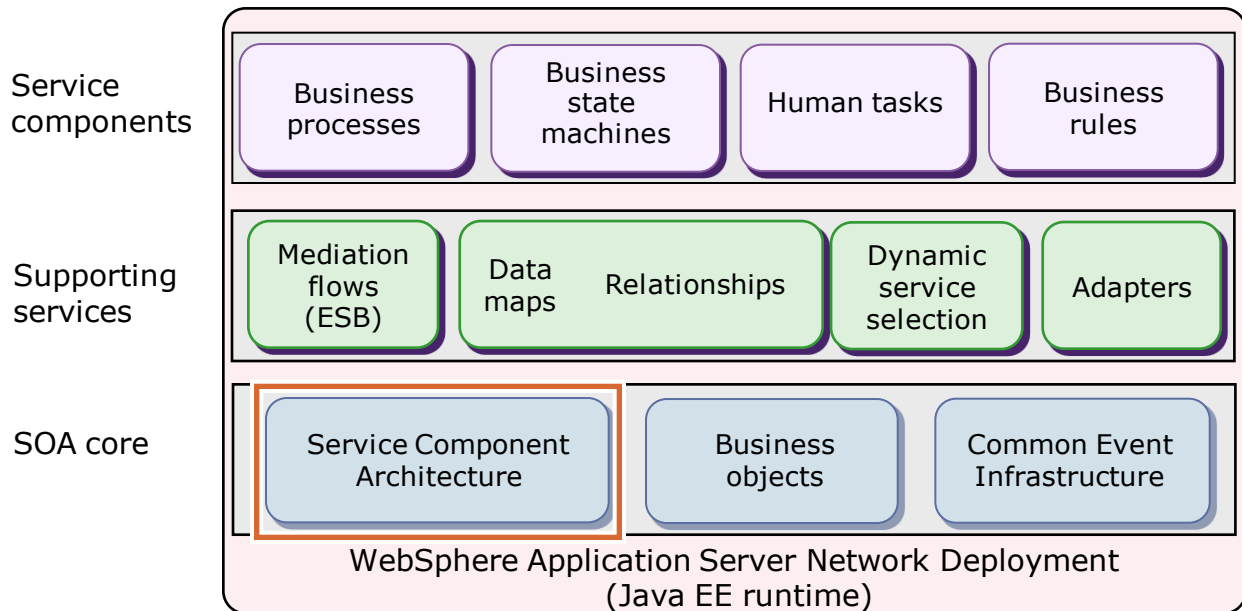 Service
components
Business
processes
Business
state
machines
Human tasks
Business
rules
Supporting
services
Mediation
flows
(ESB)
Data
maps
Relationships
Dynamic
service
selection
Adapters
SOA core
Service Component
Architecture
Business
objects
Common Event
Infrastructure
WebSphere Application Server Network Deployment
(Java EE runtime)